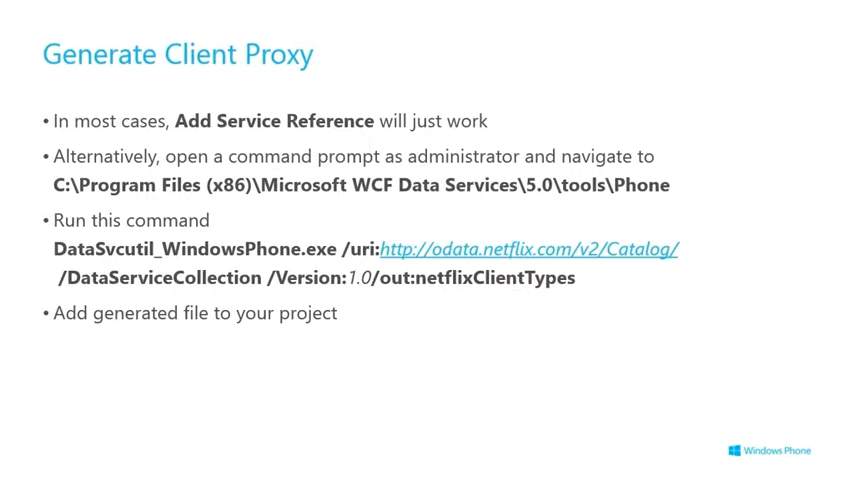 Generate Client Proxy
• In most cases, Add Service Reference will just work
• Alternatively, open a command prompt as administrator and navigate to
C:\Program Files (x86)\Microsoft WCF Data Services\5.0\tools\Phone
• Run this command
DataSvcutil_WindowsPhone.exe /uri:http://odata.netflix.com/v2/Catalog/
/DataServiceCollection /Version:1.0/out:netflixClientTypes
• Add generated file to your project
Windows Phone